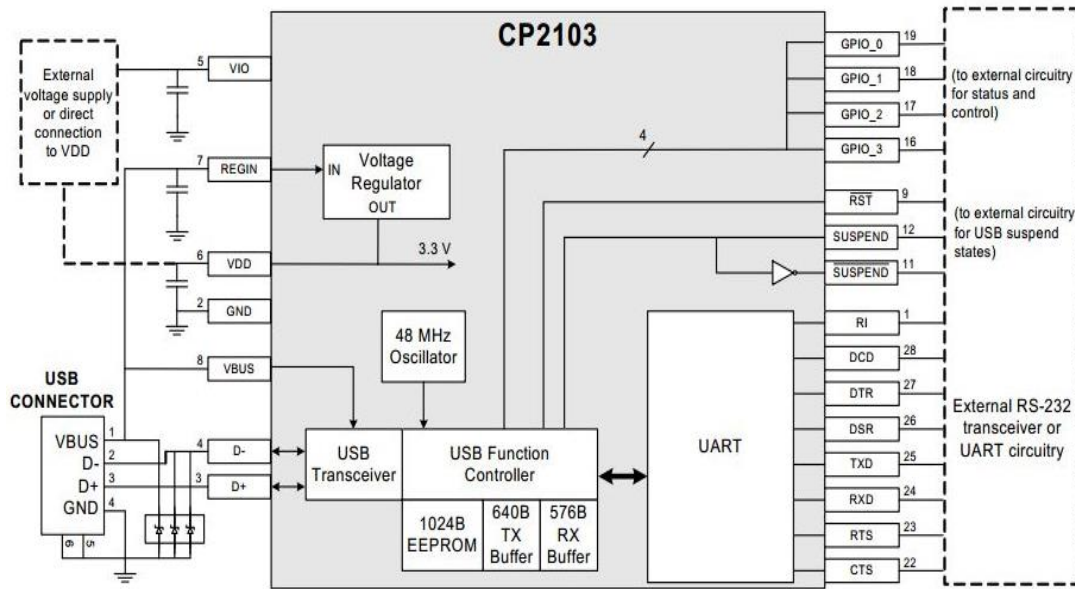 CP2103
External
voltage supply
or direct
connection
to VDD
5
VIO
7
REGIN
IN
Voltage
Regulator
OUT
3.3 V
6
VDD
2
GND
48 MHz
Oscillator
8
VBUS
USB
CONNECTOR
1
VBUS
2
D-
3
D+
4
GND
6
5
4
D-
3
D+
USB
Transceiver
USB Function
Controller
1024B
EEPROM
640B
TX
Buffer
576B
RX
Buffer
UART
4
GPIO_0
19
GPIO_1
18
GPIO_2
17
GPIO_3
16
(to external circuitry
for status and
control)
RST
9
SUSPEND
12
SUSPEND
11
(to external circuitry
for USB suspend
states)
RI
1
DCD
28
DTR
27
DSR
26
TXD
25
RXD
24
RTS
23
CTS
22
External RS-232
transceiver or
UART circuitry